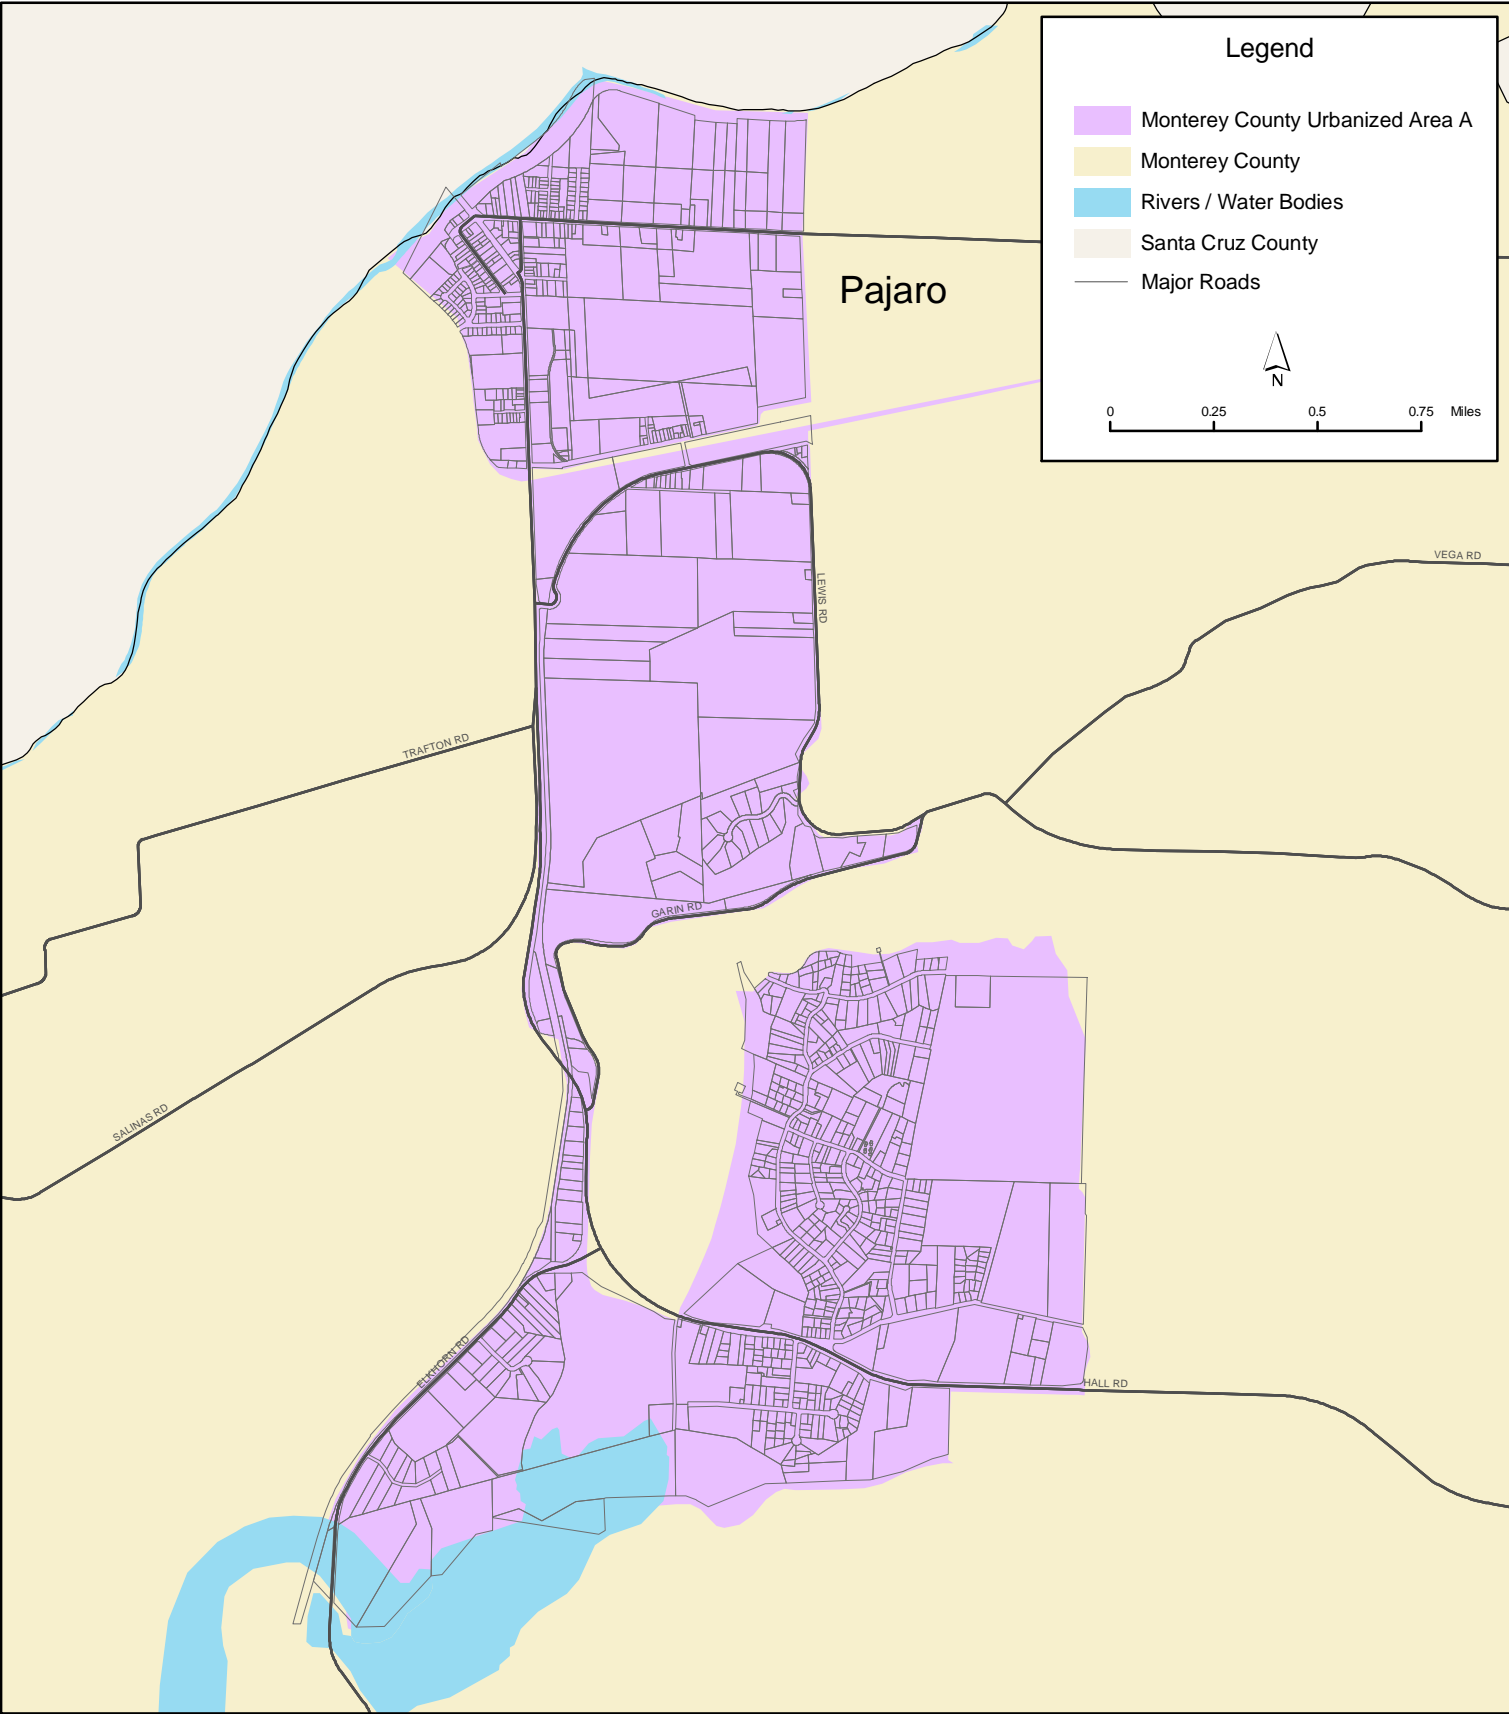 Legend
Monterey County Urbanized Area A
Monterey County
Rivers / Water Bodies
Santa Cruz County
Major Roads
N
0 0.25 0.5 0.75 Miles
Pajaro
VEGA RD
LEWIS RD
TRAFTON RD
GARIN RD
SALINAS RD
ELKHORN RD
HALL RD